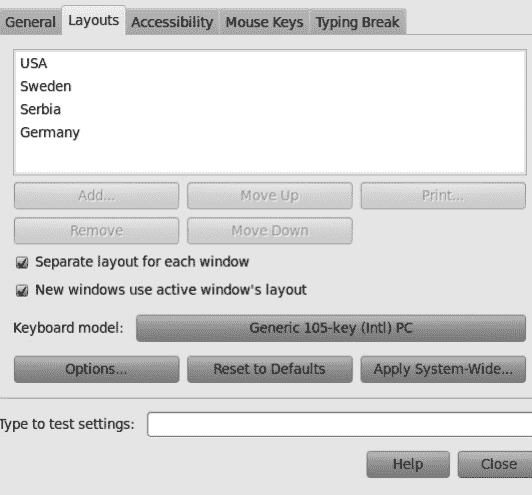 General Layouts Accessibility Mouse Keys Typing Break
USA
Sweden
Serbia
Germany
Add... Move Up Print...
Remove Move Down
Separate layout for each window
New windows use active window's layout
Keyboard model: Generic 105-key (Intl) PC
Options... Reset to Defaults Apply System-Wide...
Type to test settings:
Help Close